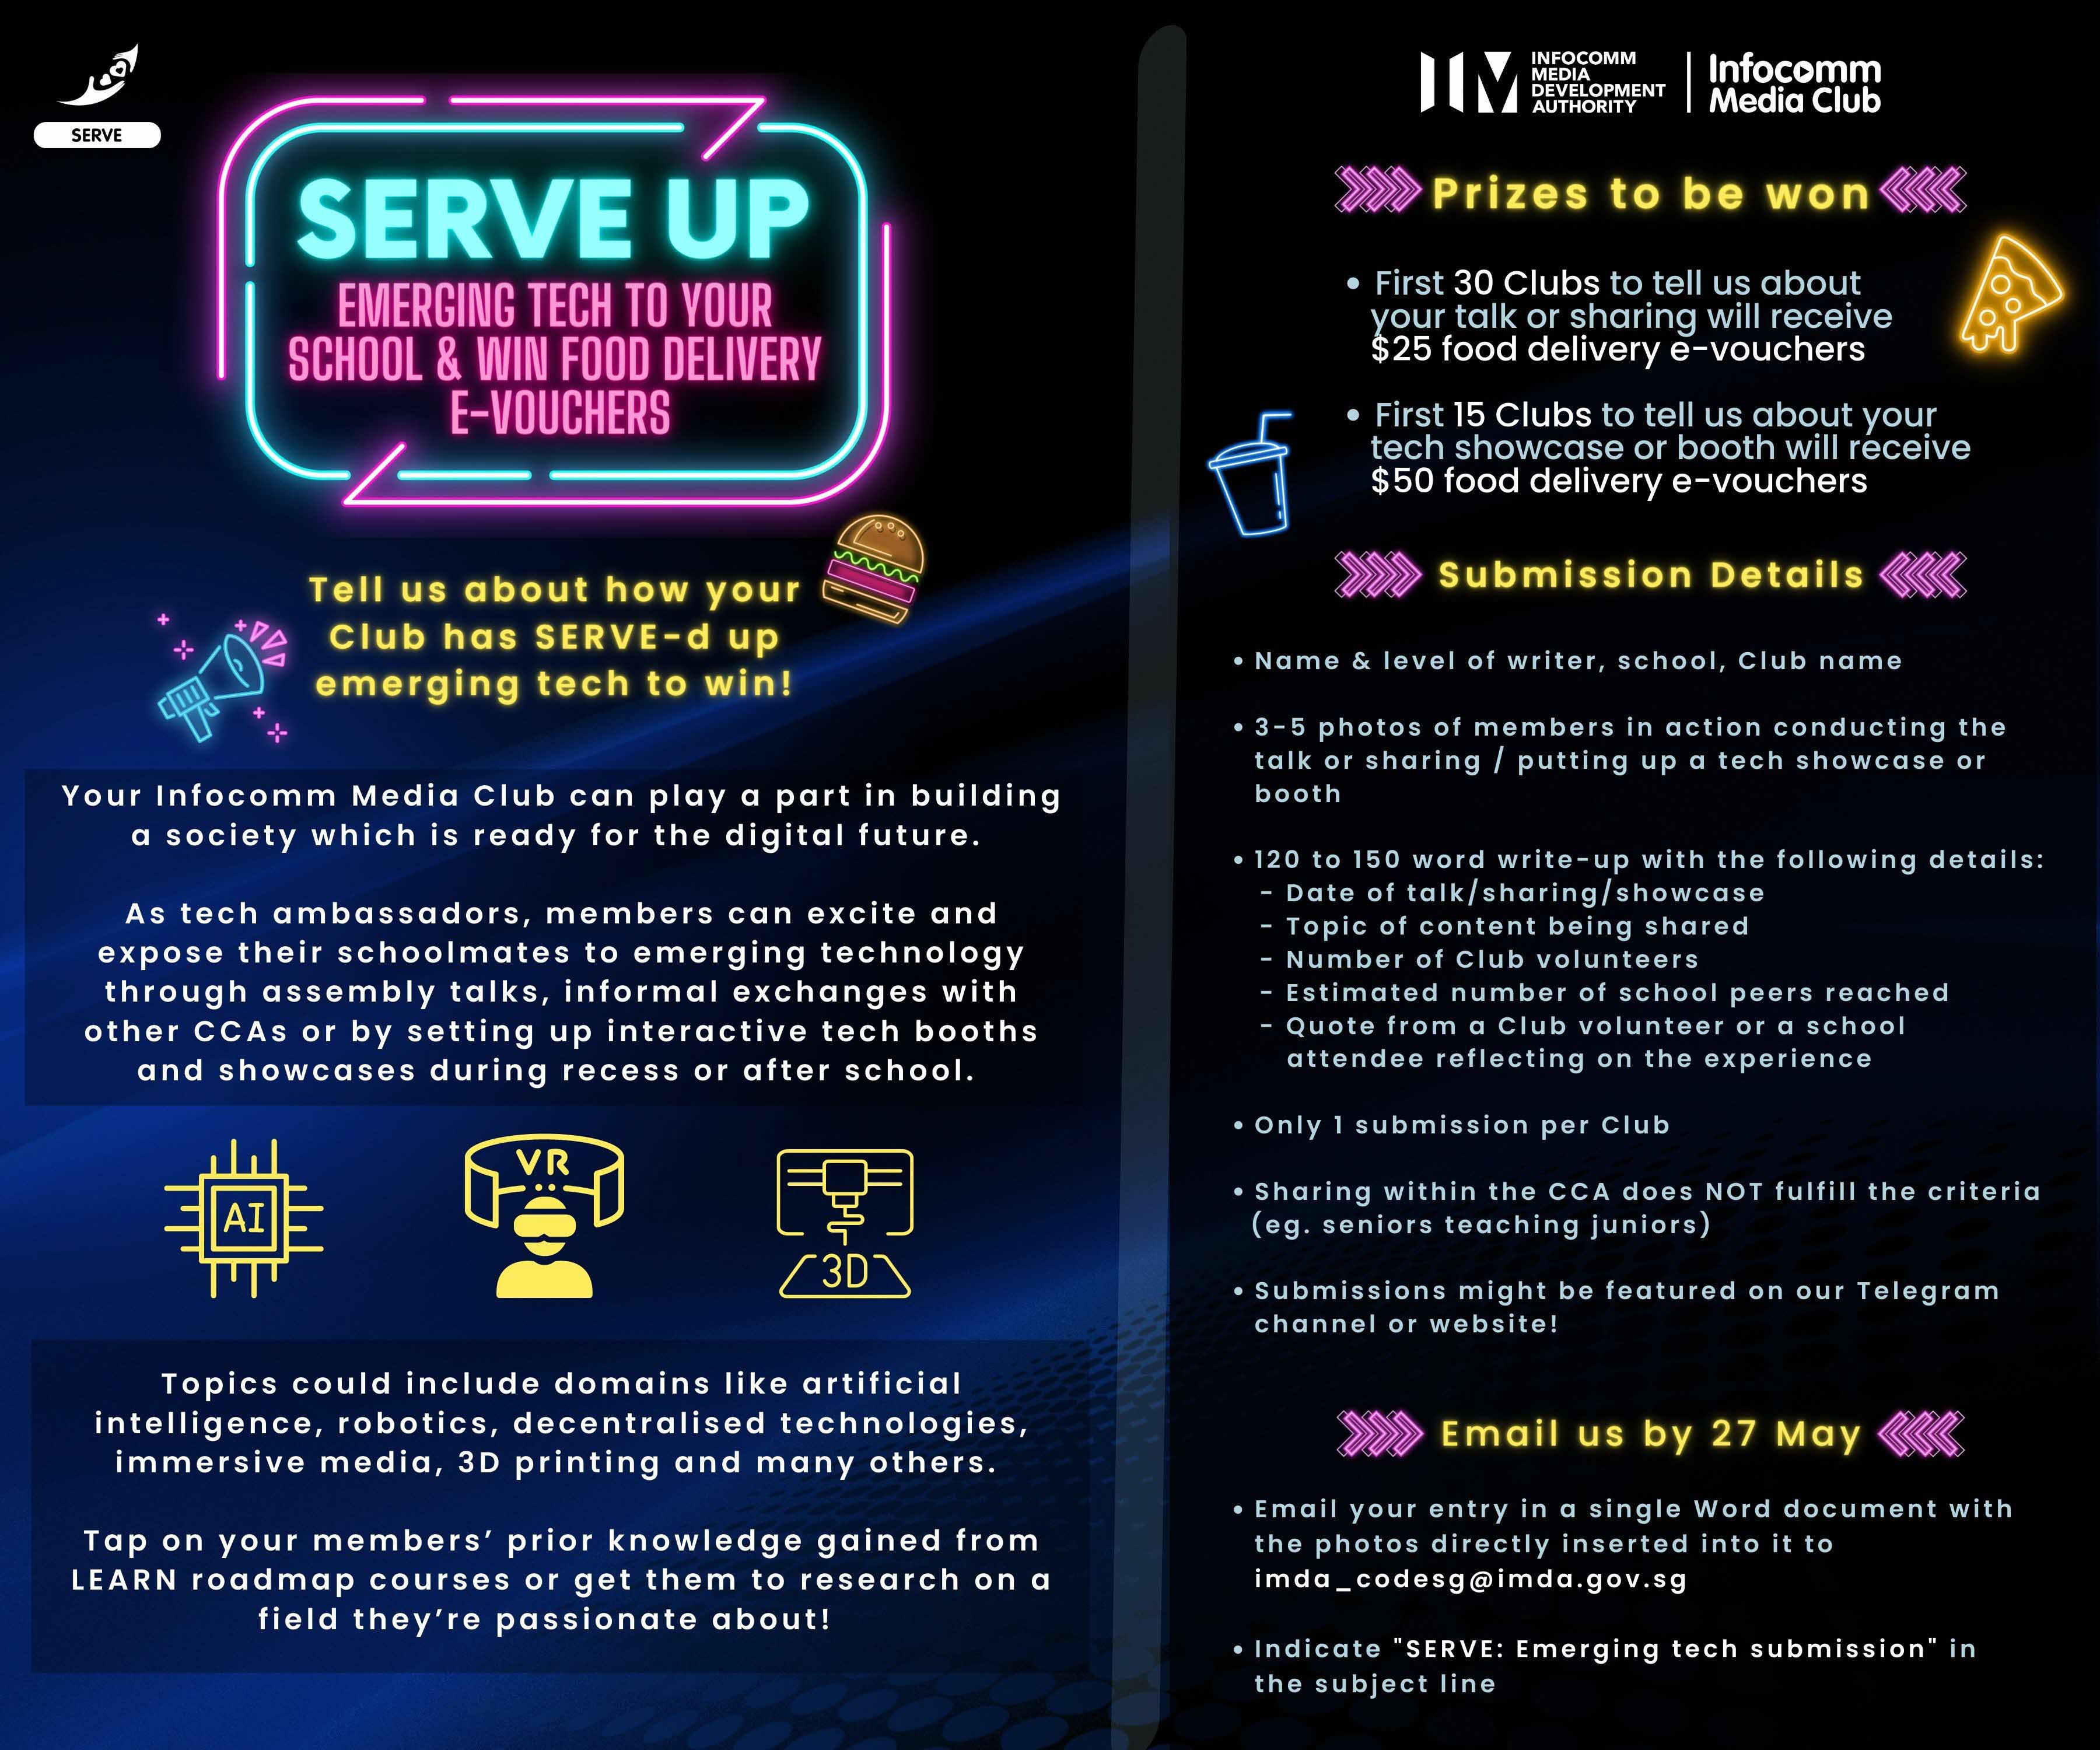 SERVE
SERVE UP
EMERGING TECH TO YOUR
SCHOOL & WIN FOOD DELIVERY
E-VOUCHERS
Tell us about how your
Club has SERVE-d up
emerging tech to win!
Your Infocomm Media Club can play a part in building
a society which is ready for the digital future.
As tech ambassadors, members can excite and
expose their schoolmates to emerging technology
through assembly talks, informal exchanges with
other CCAs or by setting up interactive tech booths
and showcases during recess or after school.
AI
VR
3D
Topics could include domains like artificial
intelligence, robotics, decentralised technologies,
immersive media, 3D printing and many others.
Tap on your members’ prior knowledge gained from
LEARN roadmap courses or get them to research on a
field they’re passionate about!
INFOCOMM
MEDIA
DEVELOPMENT
AUTHORITY
Infocomm
Media Club
Prizes to be won
• First 30 Clubs to tell us about
your talk or sharing will receive
$25 food delivery e-vouchers
• First 15 Clubs to tell us about your
tech showcase or booth will receive
$50 food delivery e-vouchers
Submission Details
• Name & level of writer, school, Club name
• 3-5 photos of members in action conducting the
talk or sharing / putting up a tech showcase or
booth
• 120 to 150 word write-up with the following details:
- Date of talk/sharing/showcase
- Topic of content being shared
- Number of Club volunteers
- Estimated number of school peers reached
- Quote from a Club volunteer or a school
attendee reflecting on the experience
• Only 1 submission per Club
• Sharing within the CCA does NOT fulfill the criteria
(eg. seniors teaching juniors)
• Submissions might be featured on our Telegram
channel or website!
Email us by 27 May
• Email your entry in a single Word document with
the photos directly inserted into it to
imda_codesg@imda.gov.sg
• Indicate "SERVE: Emerging tech submission" in
the subject line